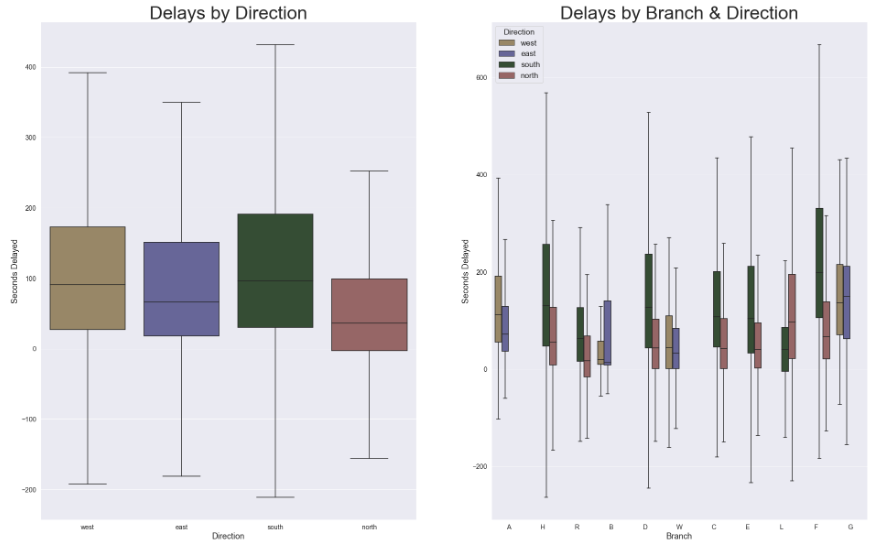 Delays by Direction
Seconds Delayed
400
300
200
100
0
−100
−200
west east south north
Direction
Delays by Branch & Direction
Direction
west
east
south
north
Seconds Delayed
600
400
200
0
−200
A H R B D W C E L F G
Branch